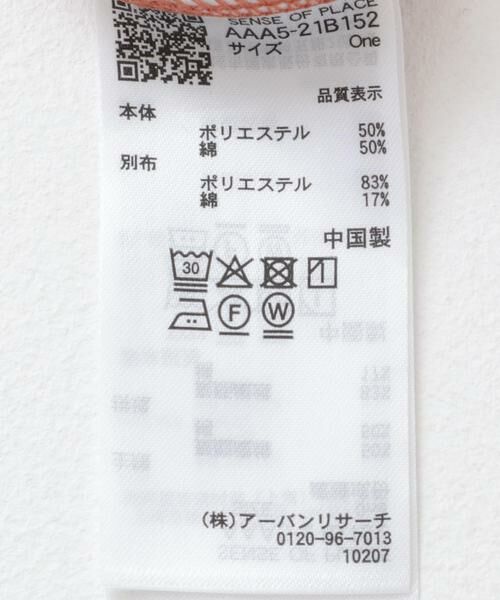 SENSE OF PLACE
AAA5-21B152
サイズ One
品質表示
本体
ポリエステル 50%
綿 50%
別布
ポリエステル 83%
綿 17%
中国製
30
F W
(株)アーバンリサーチ
0120-96-7013
10207